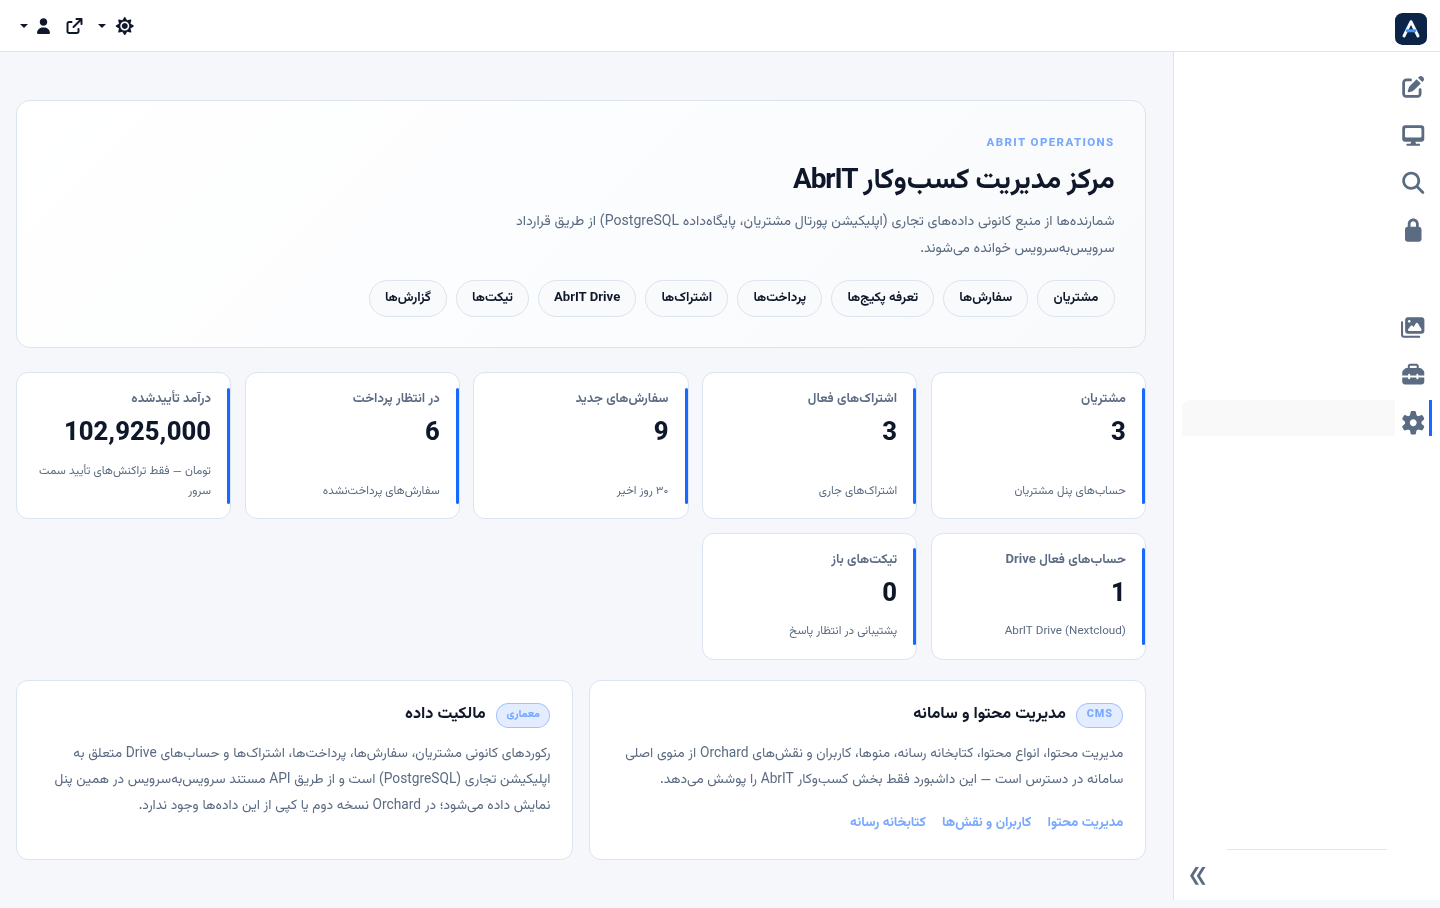 ABRIT OPERATIONS
مرکز مدیریت کسب‌وکار AbrIT
شمارنده‌ها از منبع کانونی داده‌های تجاری (اپلیکیشن پورتال مشتریان، پایگاه‌داده PostgreSQL) از طریق قرارداد
سرویس‌به‌سرویس خوانده می‌شوند.
مشتریان
سفارش‌ها
تعرفه پکیج‌ها
پرداخت‌ها
اشتراک‌ها
AbrIT Drive
تیکت‌ها
گزارش‌ها
مشتریان
3
حساب‌های پنل مشتریان
اشتراک‌های فعال
3
اشتراک‌های جاری
سفارش‌های جدید
9
۳۰ روز اخیر
در انتظار پرداخت
6
سفارش‌های پرداخت‌نشده
درآمد تأییدشده
102,925,000
تومان — فقط تراکنش‌های تأیید سمت
سرور
حساب‌های فعال Drive
1
AbrIT Drive (Nextcloud)
تیکت‌های باز
0
پشتیبانی در انتظار پاسخ
CMS
مدیریت محتوا و سامانه
مدیریت محتوا، انواع محتوا، کتابخانه رسانه، منوها، کاربران و نقش‌های Orchard از منوی اصلی
سامانه در دسترس است — این داشبورد فقط بخش کسب‌وکار AbrIT را پوشش می‌دهد.
مدیریت محتوا
کاربران و نقش‌ها
کتابخانه رسانه
معماری
مالکیت داده
رکوردهای کانونی مشتریان، سفارش‌ها، پرداخت‌ها، اشتراک‌ها و حساب‌های Drive متعلق به
اپلیکیشن تجاری (PostgreSQL) است و از طریق API مستند سرویس‌به‌سرویس در همین پنل
نمایش داده می‌شود؛ در Orchard نسخه دوم یا کپی از این داده‌ها وجود ندارد.